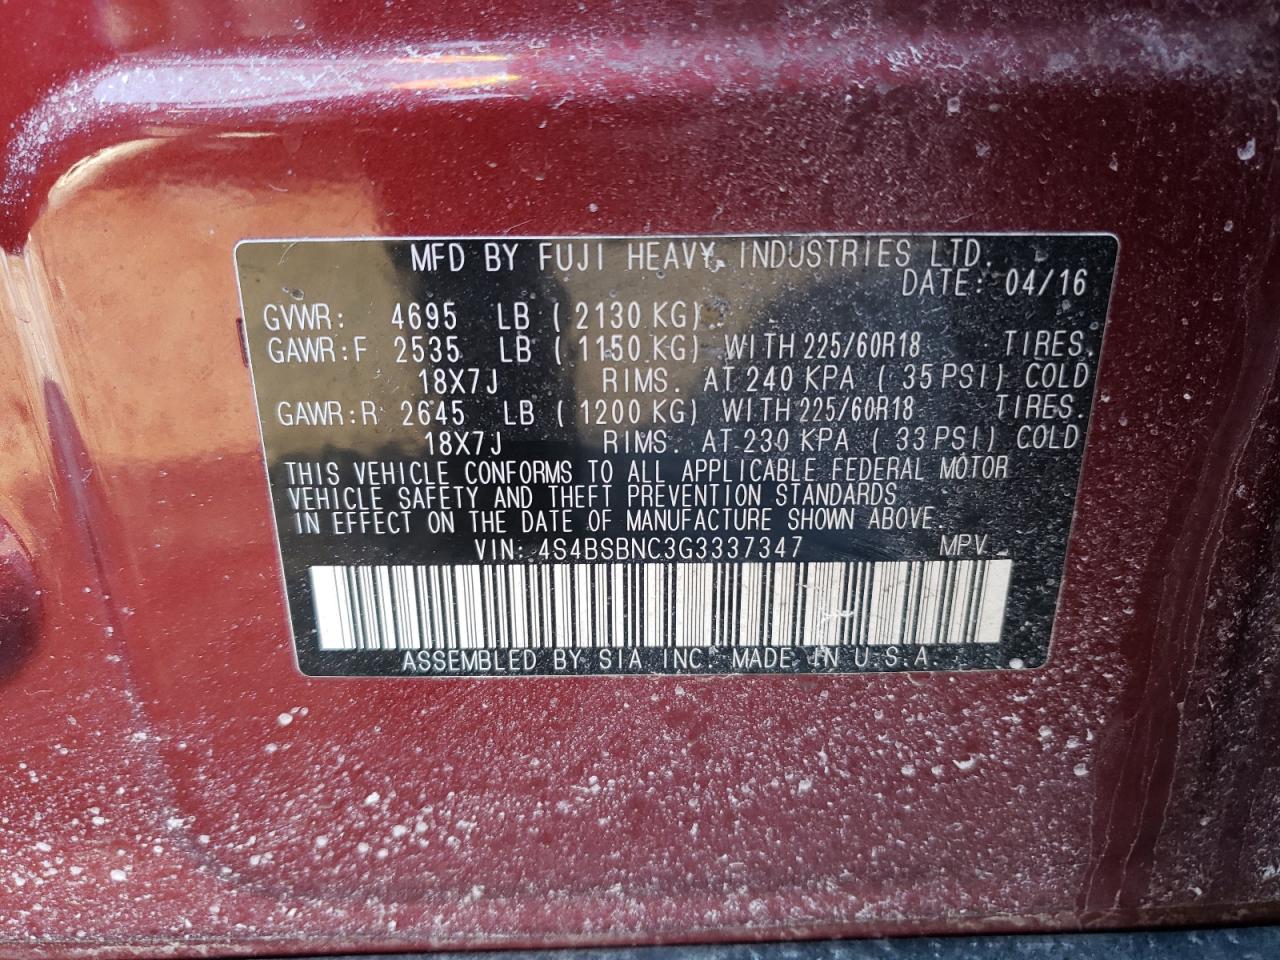 MFD BY FUJI HEAVY INDUSTRIES LTD.
DATE: 04/16
GVWR: 4695 LB (2130 KG)
GAWR:F 2535 LB (1150 KG) WITH 225/60R18 TIRES.
18X7J RIMS. AT 240 KPA (35 PSI) COLD
GAWR:R 2645 LB (1200 KG) WITH 225/60R18 TIRES.
18X7J RIMS. AT 230 KPA (33 PSI) COLD
THIS VEHICLE CONFORMS TO ALL APPLICABLE FEDERAL MOTOR
VEHICLE SAFETY AND THEFT PREVENTION STANDARDS
IN EFFECT ON THE DATE OF MANUFACTURE SHOWN ABOVE.
VIN: 4S4BSBNC3G3337347 MPV
ASSEMBLED BY SIA INC. MADE IN U.S.A.